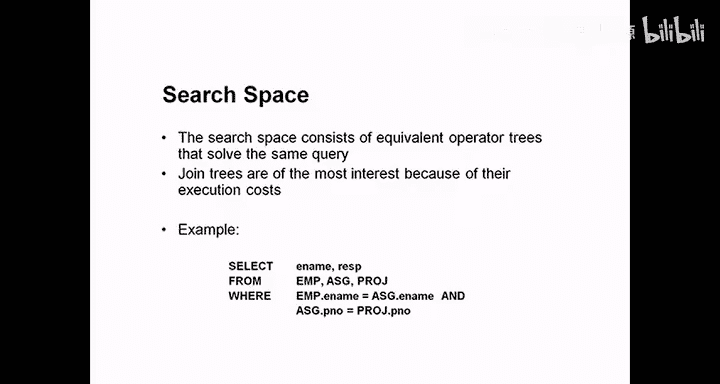 bilibili
Search Space
• The search space consists of equivalent operator trees
that solve the same query
• Join trees are of the most interest because of their
execution costs
• Example:
SELECT ename, resp
FROM EMP, ASG, PROJ
WHERE EMP.ename = ASG.ename AND
ASG.pno = PROJ.pno